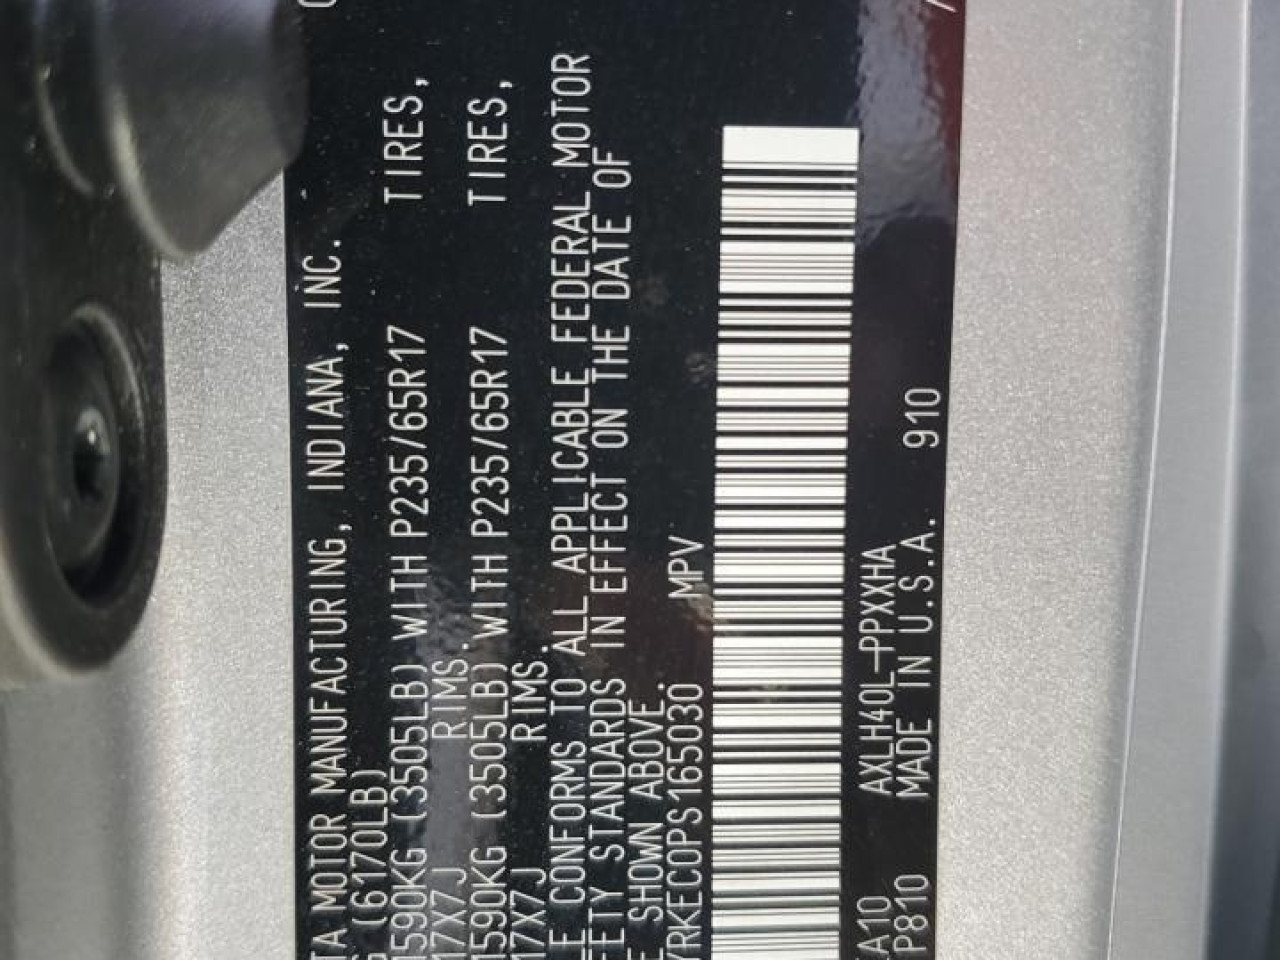 TA MOTOR MANUFACTURING, INDIANA, INC.
(6170LB)
1590KG (3505LB) WITH P235/65R17 TIRES,
17X7J RIMS.
1590KG (3505LB) WITH P235/65R17 TIRES,
17X7J RIMS.
LE CONFORMS TO ALL APPLICABLE FEDERAL MOTOR
FETY STANDARDS IN EFFECT ON THE DATE OF
E SHOWN ABOVE.
YRKECOPS165030 MPV
A10 AXLH40L-PPXXHA
P810 MADE IN U.S.A. 910